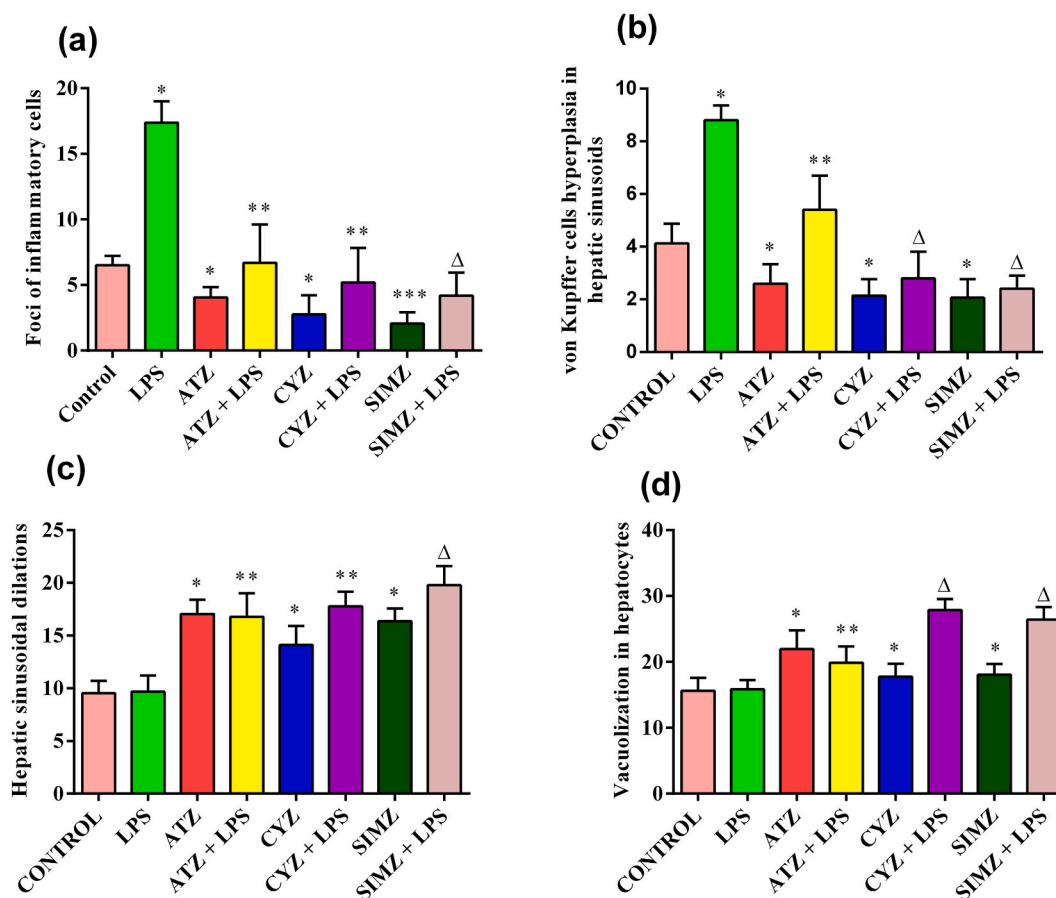 (a)
Foci of inflammatory cells
20
15
10
5
0
*
*
**
*
**
***
Δ
Control
LPS
ATZ
ATZ + LPS
CYZ
CYZ + LPS
SIMZ
SIMZ + LPS
(b)
von Kupffer cells hyperplasia in
hepatic sinusoids
10
8
6
4
2
0
*
*
**
*
Δ
*
Δ
CONTROL
LPS
ATZ
ATZ + LPS
CYZ
CYZ + LPS
SIMZ
SIMZ + LPS
(c)
Hepatic sinusoidal dilations
25
20
15
10
5
0
*
**
*
**
*
Δ
CONTROL
LPS
ATZ
ATZ + LPS
CYZ
CYZ + LPS
SIMZ
SIMZ + LPS
(d)
Vacuolization in hepatocytes
40
30
20
10
0
*
**
*
Δ
*
Δ
CONTROL
LPS
ATZ
ATZ + LPS
CYZ
CYZ + LPS
SIMZ
SIMZ + LPS